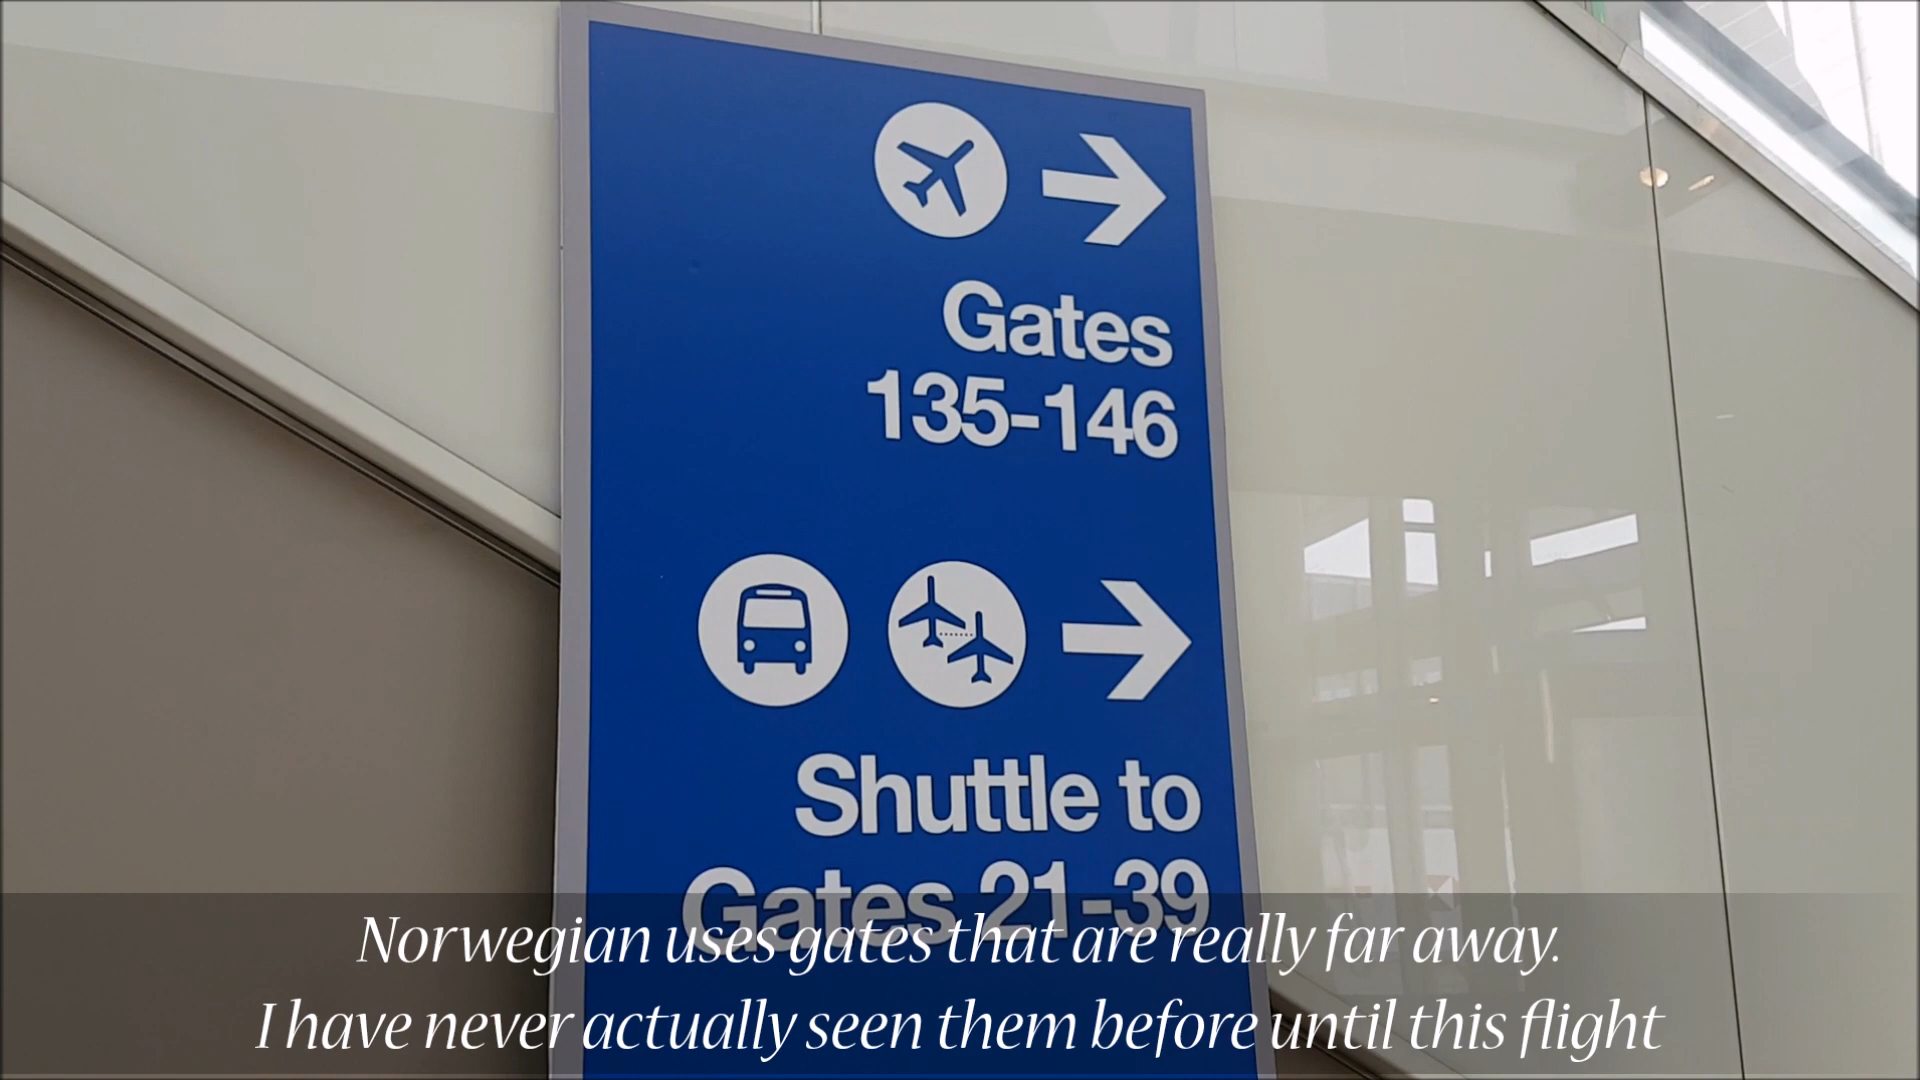 Gates
135-146
Shuttle to
Gates 21-39
Norwegian uses gates that are really far away.
I have never actually seen them before until this flight